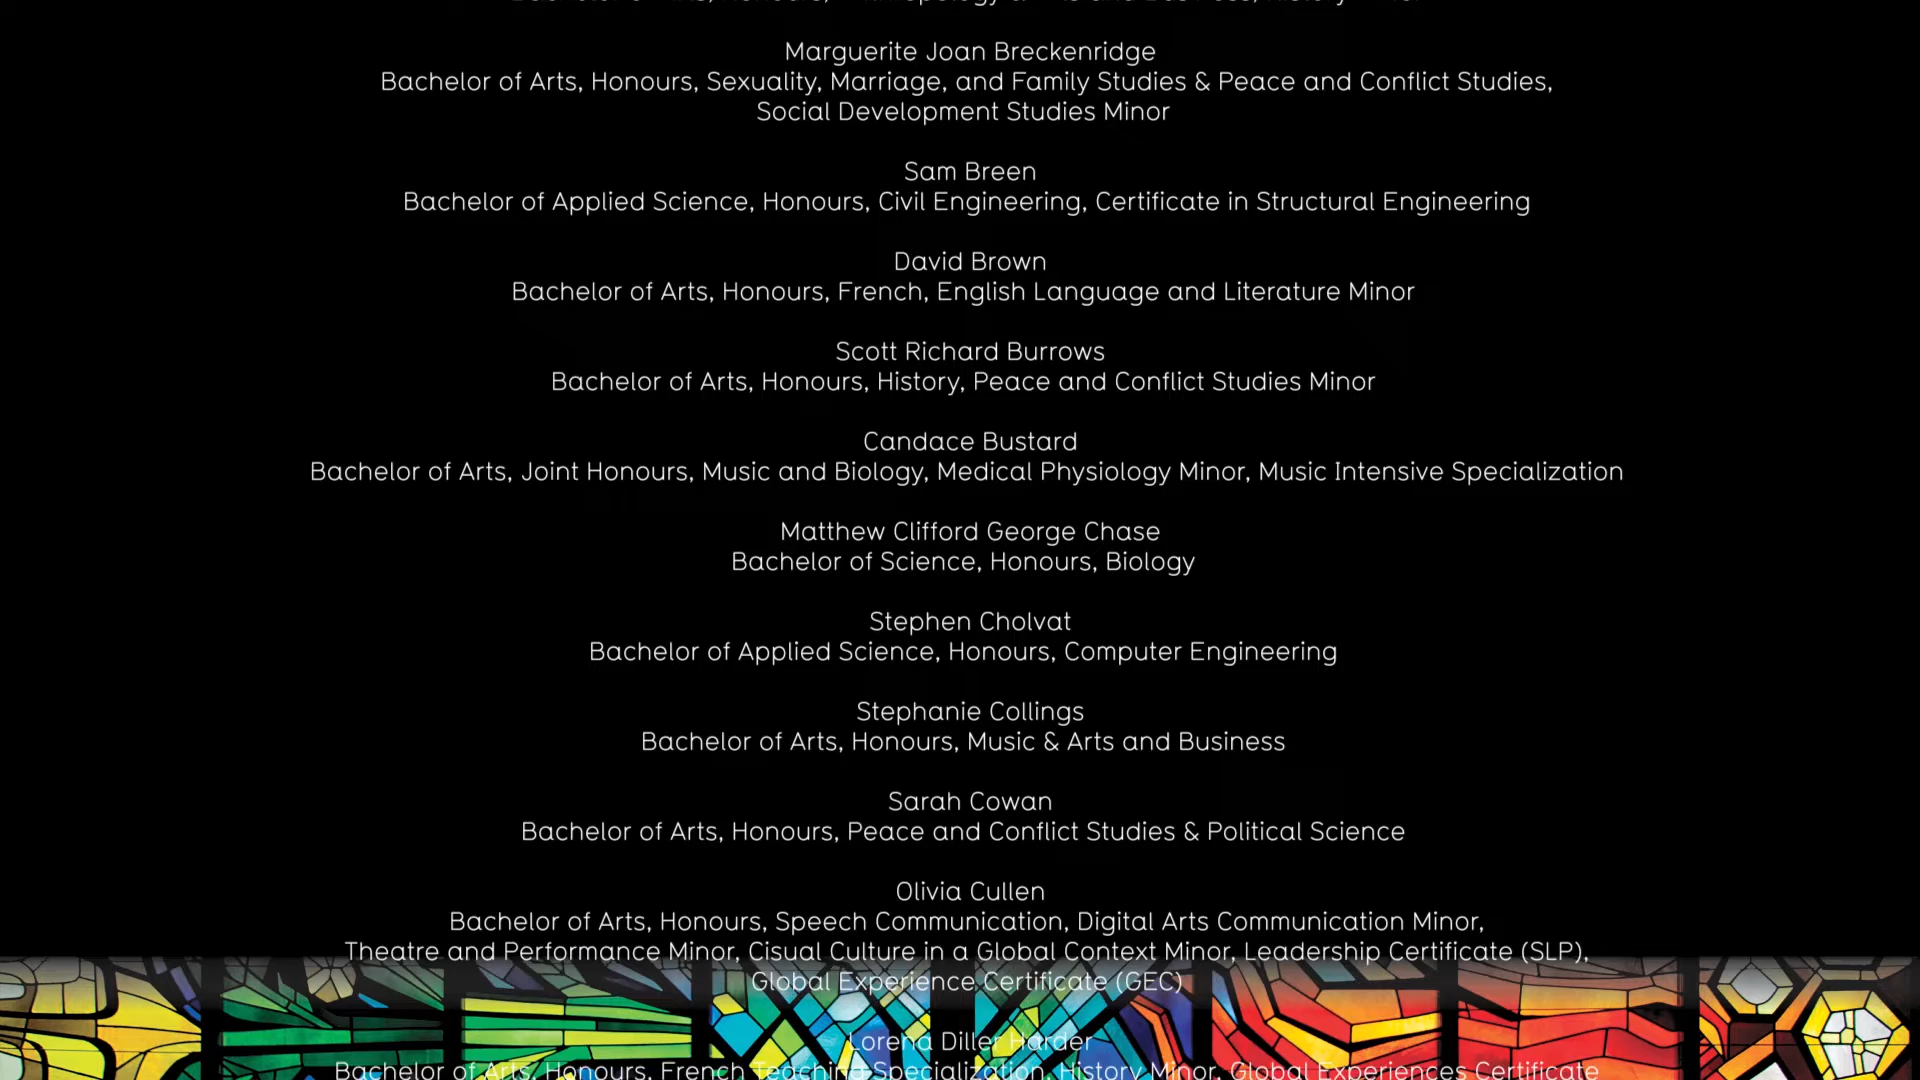 Marguerite Joan Breckenridge
Bachelor of Arts, Honours, Sexuality, Marriage, and Family Studies & Peace and Conflict Studies,
Social Development Studies Minor
Sam Breen
Bachelor of Applied Science, Honours, Civil Engineering, Certificate in Structural Engineering
David Brown
Bachelor of Arts, Honours, French, English Language and Literature Minor
Scott Richard Burrows
Bachelor of Arts, Honours, History, Peace and Conflict Studies Minor
Candace Bustard
Bachelor of Arts, Joint Honours, Music and Biology, Medical Physiology Minor, Music Intensive Specialization
Matthew Clifford George Chase
Bachelor of Science, Honours, Biology
Stephen Cholvat
Bachelor of Applied Science, Honours, Computer Engineering
Stephanie Collings
Bachelor of Arts, Honours, Music & Arts and Business
Sarah Cowan
Bachelor of Arts, Honours, Peace and Conflict Studies & Political Science
Olivia Cullen
Bachelor of Arts, Honours, Speech Communication, Digital Arts Communication Minor,
Theatre and Performance Minor, Cisual Culture in a Global Context Minor, Leadership Certificate (SLP),
Global Experience Certificate (GEC)
Lorena Diller Harder
Bachelor of Arts, Honours, French Teaching Specialization, History Minor, Global Experiences Certificate